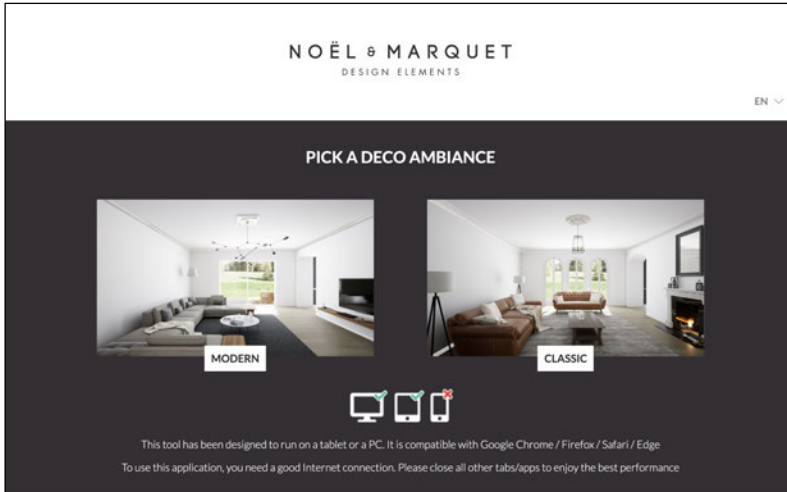 NOËL & MARQUET
DESIGN ELEMENTS
EN
PICK A DECO AMBIANCE
MODERN
CLASSIC
This tool has been designed to run on a tablet or a PC. It is compatible with Google Chrome / Firefox / Safari / Edge
To use this application, you need a good Internet connection. Please close all other tabs/apps to enjoy the best performance